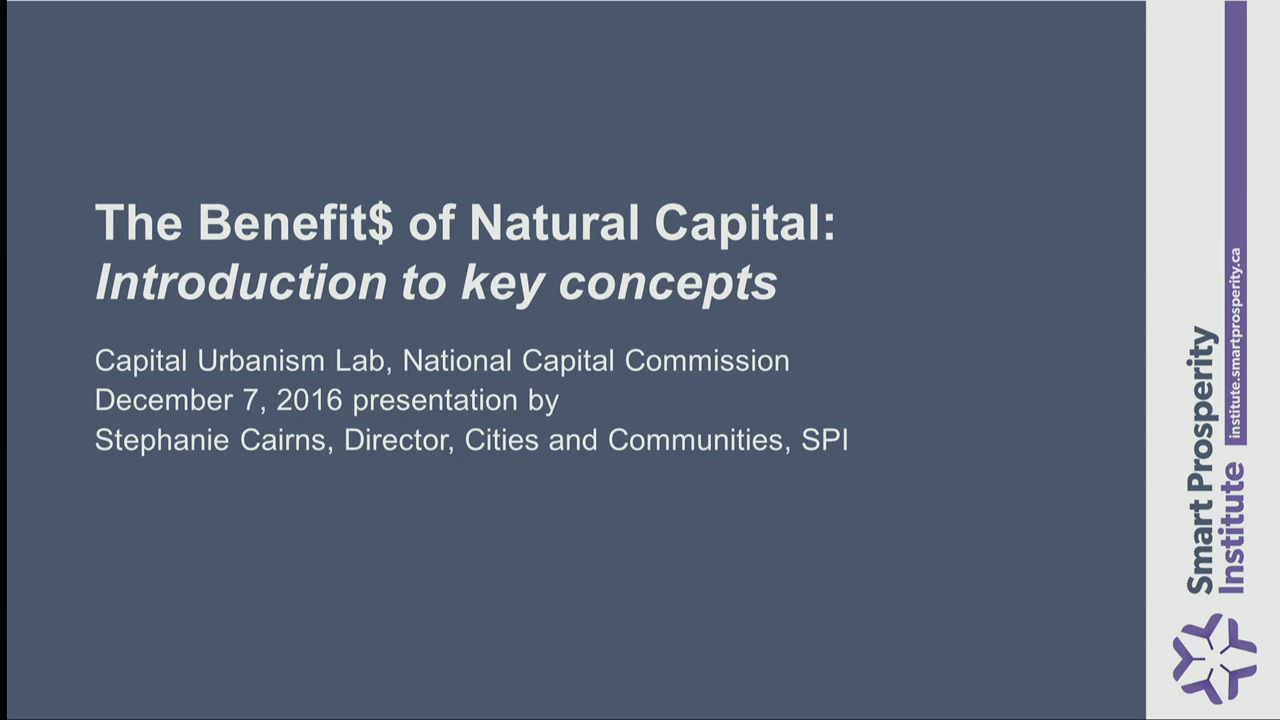 The Benefit$ of Natural Capital:
Introduction to key concepts
Capital Urbanism Lab, National Capital Commission
December 7, 2016 presentation by
Stephanie Cairns, Director, Cities and Communities, SPI
Smart Prosperity
Institute
institute.smartprosperity.ca